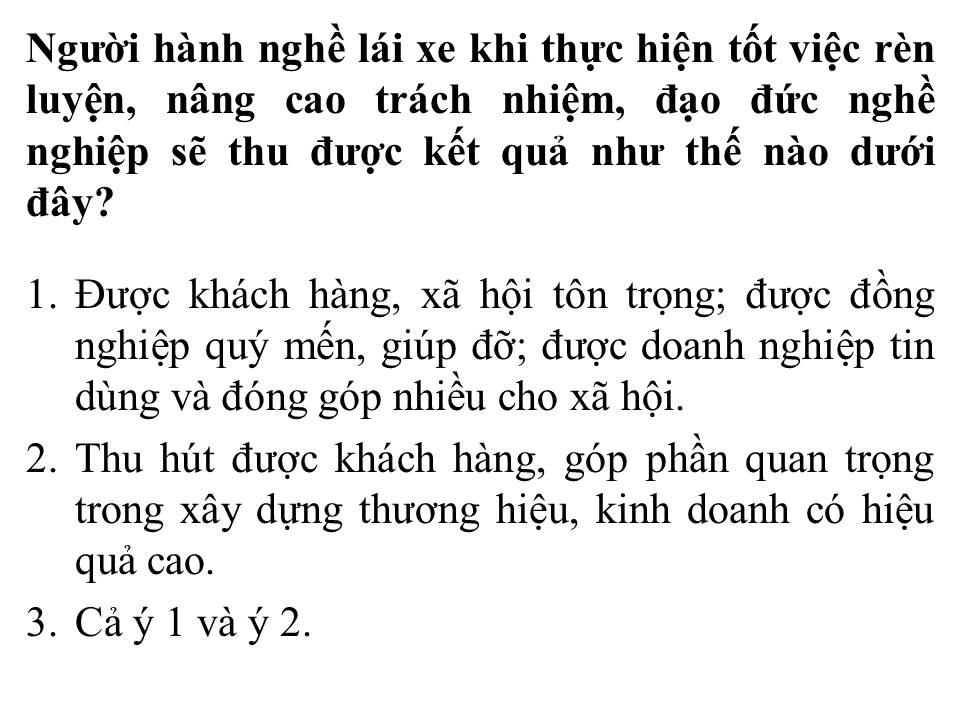 Người hành nghề lái xe khi thực hiện tốt việc rèn
luyện, nâng cao trách nhiệm, đạo đức nghề
nghiệp sẽ thu được kết quả như thế nào dưới
đây?
1. Được khách hàng, xã hội tôn trọng; được đồng
nghiệp quý mến, giúp đỡ; được doanh nghiệp tin
dùng và đóng góp nhiều cho xã hội.
2. Thu hút được khách hàng, góp phần quan trọng
trong xây dựng thương hiệu, kinh doanh có hiệu
quả cao.
3. Cả ý 1 và ý 2.